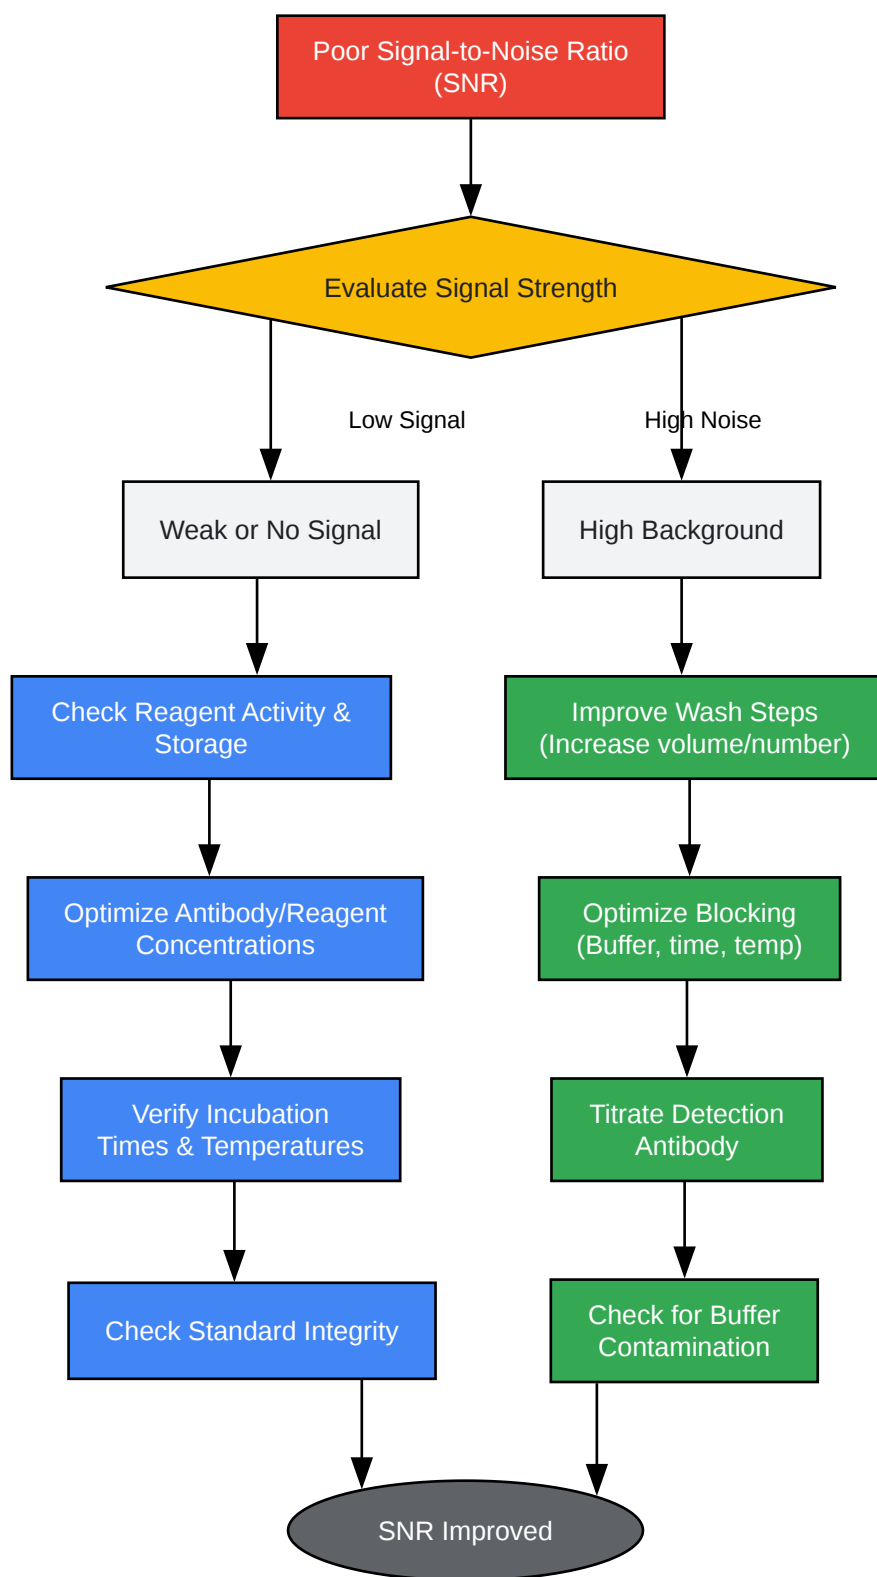 Poor Signal-to-Noise Ratio
(SNR)
Evaluate Signal Strength
Low Signal
High Noise
Weak or No Signal
High Background
Check Reagent Activity &
Storage
Improve Wash Steps
(Increase volume/number)
Optimize Antibody/Reagent
Concentrations
Optimize Blocking
(Buffer, time, temp)
Verify Incubation
Times & Temperatures
Titrate Detection
Antibody
Check Standard Integrity
Check for Buffer
Contamination
SNR Improved